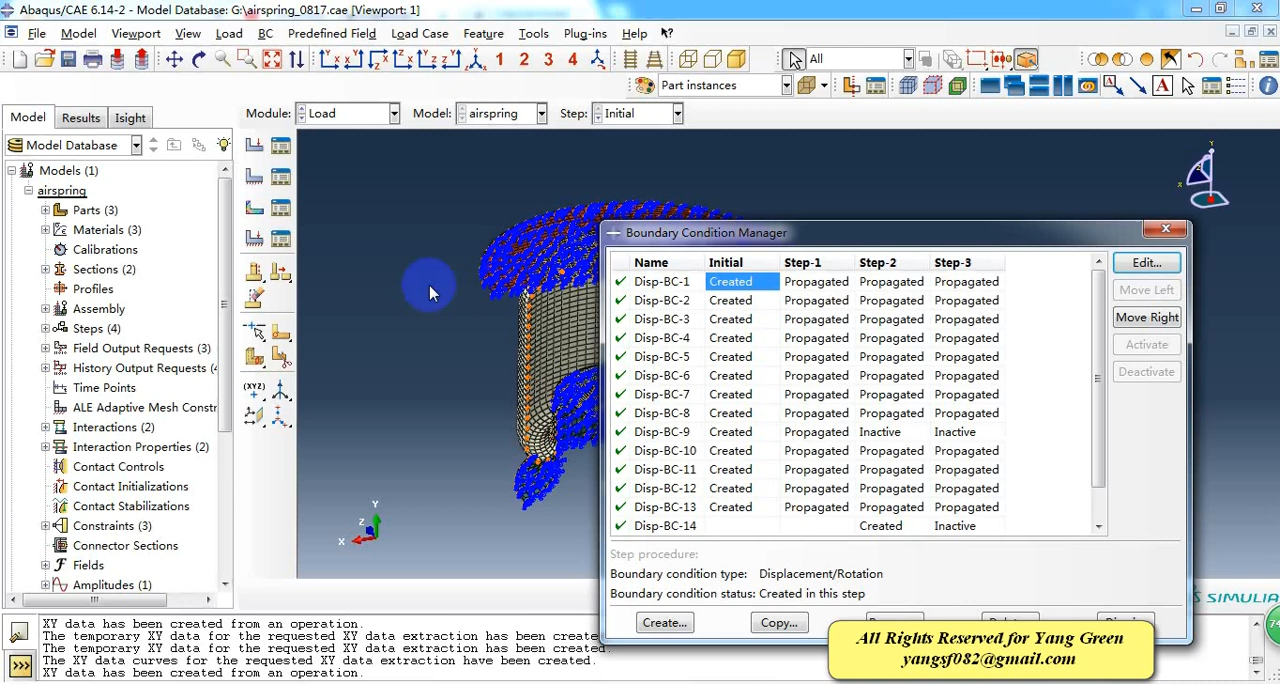 Abaqus/CAE 6.14-2 - Model Database: G:\airspring_0817.cae [Viewport: 1]
File Model Viewport View Load BC Predefined Field Load Case Feature Tools Plug-ins Help
1 2 3 4 All
Part instances
Model Results Isight Module: Load Model: airspring Step: Initial
Model Database
Models (1)
airspring
Parts (3)
Materials (3)
Calibrations
Sections (2)
Profiles
Assembly
Steps (4)
Field Output Requests (3)
History Output Requests (4
Time Points
ALE Adaptive Mesh Constr
Interactions (2)
Interaction Properties (2)
Contact Controls
Contact Initializations
Contact Stabilizations
Constraints (3)
Connector Sections
Fields
Amplitudes (1)
(XYZ)
Y
Z
X
Y
X
Boundary Condition Manager
Name Initial Step-1 Step-2 Step-3
Disp-BC-1 Created Propagated Propagated Propagated
Disp-BC-2 Created Propagated Propagated Propagated
Disp-BC-3 Created Propagated Propagated Propagated
Disp-BC-4 Created Propagated Propagated Propagated
Disp-BC-5 Created Propagated Propagated Propagated
Disp-BC-6 Created Propagated Propagated Propagated
Disp-BC-7 Created Propagated Propagated Propagated
Disp-BC-8 Created Propagated Propagated Propagated
Disp-BC-9 Created Propagated Inactive Inactive
Disp-BC-10 Created Propagated Propagated Propagated
Disp-BC-11 Created Propagated Propagated Propagated
Disp-BC-12 Created Propagated Propagated Propagated
Disp-BC-13 Created Propagated Propagated Propagated
Disp-BC-14 Created Inactive
Edit...
Move Left
Move Right
Activate
Deactivate
Step procedure:
Boundary condition type: Displacement/Rotation
Boundary condition status: Created in this step
Create... Copy...
SIMULIA
XY data has been created from an operation.
The temporary XY data for the requested XY data extraction has been create
The temporary XY data for the requested XY data extraction has been created.
The XY data curves for the requested XY data extraction have been created.
XY data has been created from an operation.
All Rights Reserved for Yang Green
yangsf082@gmail.com